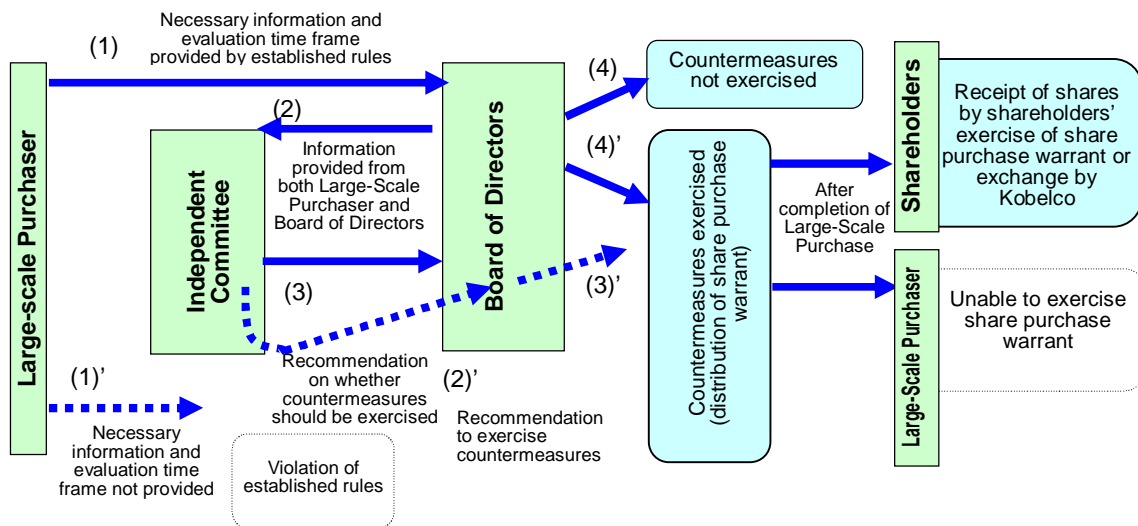 Large-scale Purchaser
(1)
Necessary information and
evaluation time frame
provided by established rules
(2)
Information
provided from
both Large-Scale
Purchaser and
Board of Directors
Independent
Committee
(3)
Recommendation
on whether
countermeasures
should be exercised
(1)’
Necessary
information and
evaluation time
frame not provided
Violation of
established rules
Board of Directors
(2)’
Recommendation
to exercise
countermeasures
(4)
(4)’
(3)’
Countermeasures
not exercised
Countermeasures exercised
(distribution of share purchase
warrant)
After
completion of
Large-Scale
Purchase
Shareholders
Receipt of shares
by shareholders’
exercise of share
purchase warrant or
exchange by
Kobelco
Large-Scale Purchaser
Unable to exercise
share purchase
warrant